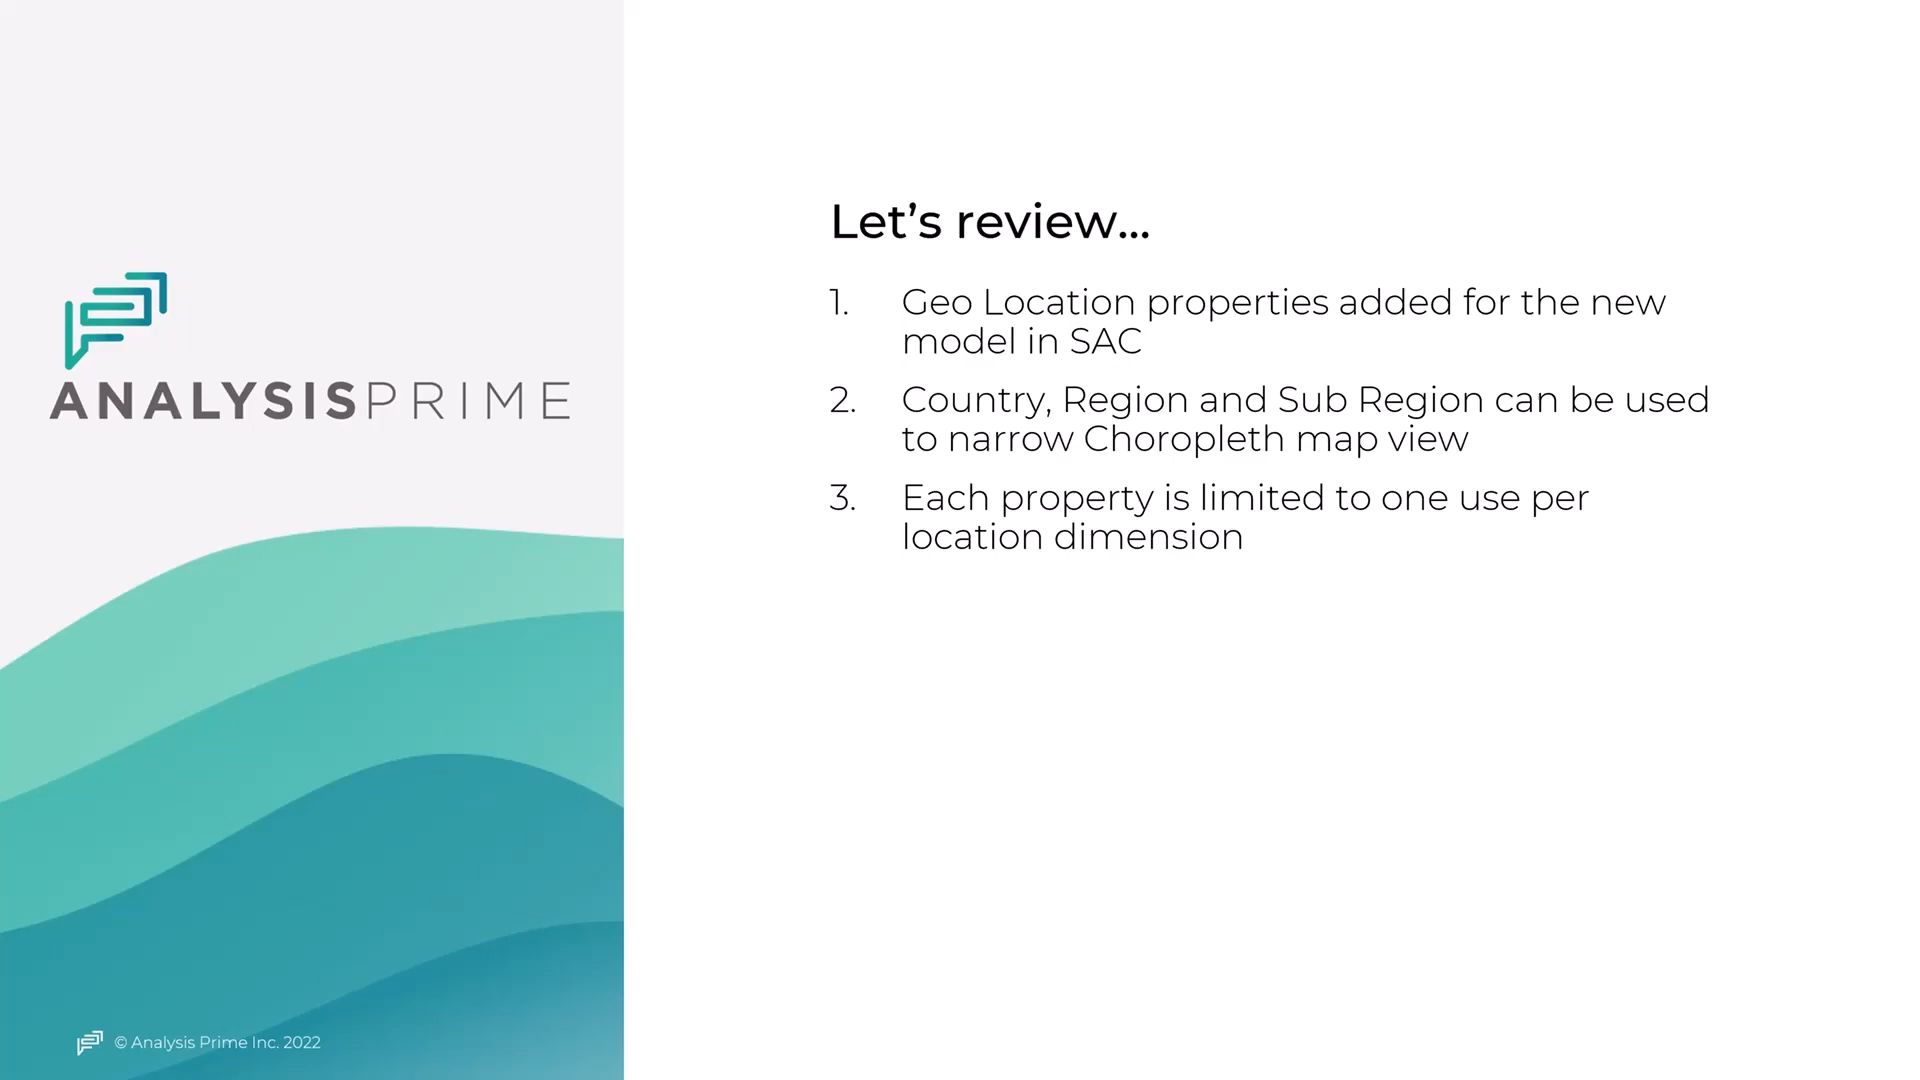 ANALYSISPRIME
Let’s review...
1. Geo Location properties added for the new
model in SAC
2. Country, Region and Sub Region can be used
to narrow Choropleth map view
3. Each property is limited to one use per
location dimension
© Analysis Prime Inc. 2022